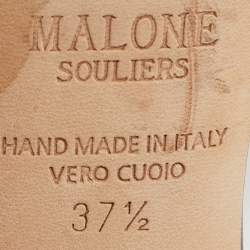 MALONE
SOULIERS
HAND MADE IN ITALY
VERO CUOIO
37½